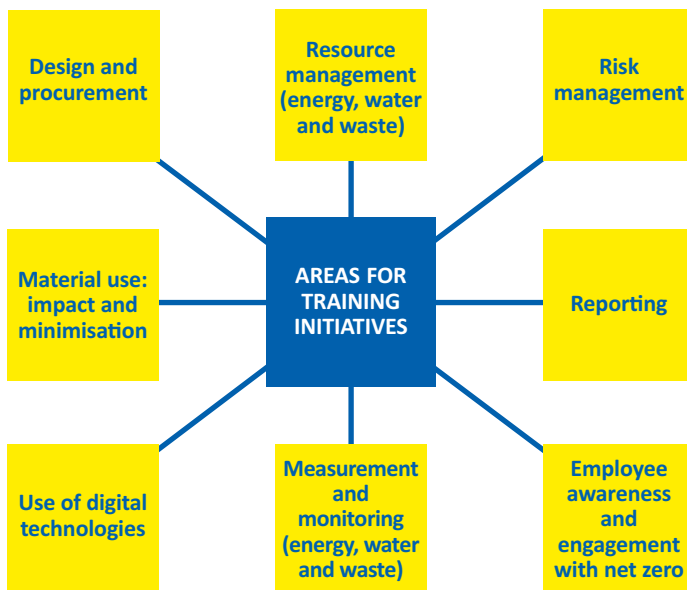 Design and
procurement
Resource
management
(energy, water
and waste)
Risk
management
Material use:
impact and
minimisation
AREAS FOR
TRAINING
INITIATIVES
Reporting
Use of digital
technologies
Measurement
and
monitoring
(energy, water
and waste)
Employee
awareness
and
engagement
with net zero